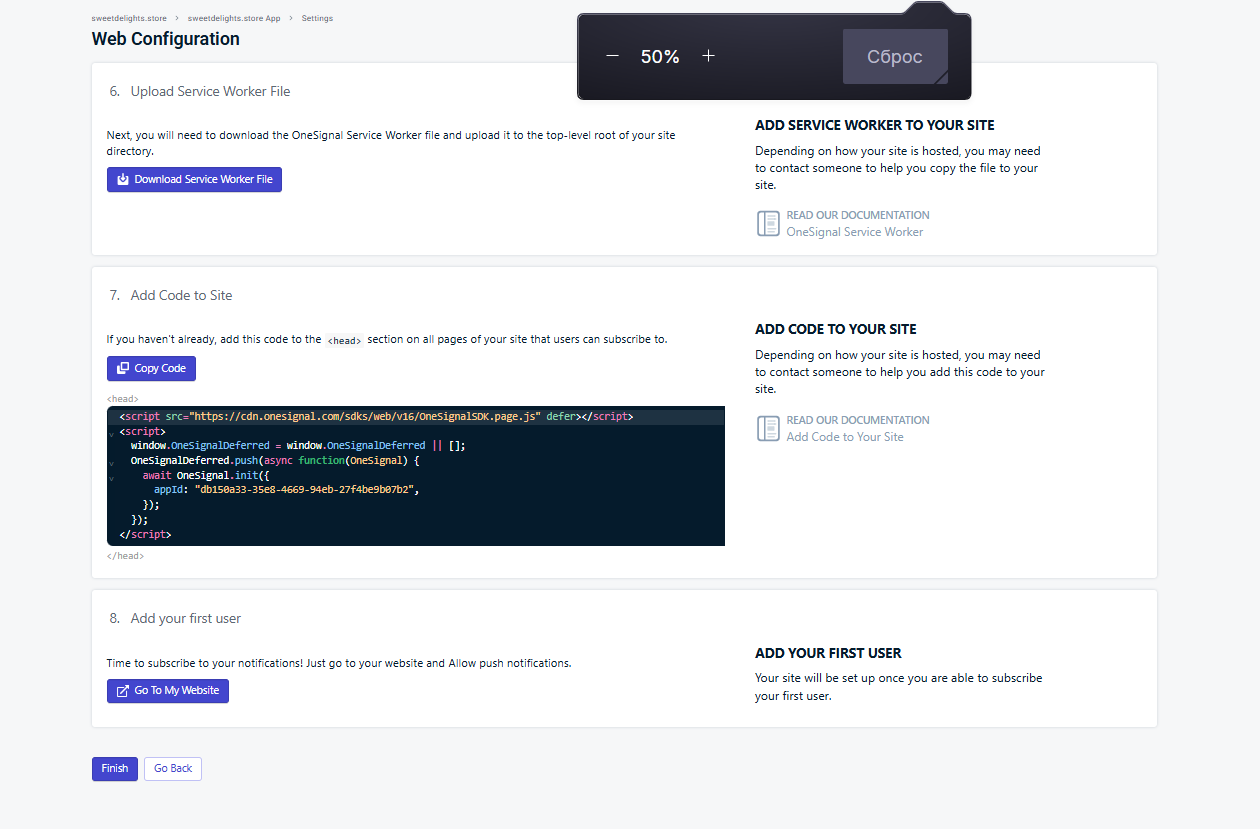 sweetdelights.store > sweetdelights.store App > Settings
Web Configuration
− 50% +
Сброс
6. Upload Service Worker File
Next, you will need to download the OneSignal Service Worker file and upload it to the top-level root of your site
directory.
Download Service Worker File
ADD SERVICE WORKER TO YOUR SITE
Depending on how your site is hosted, you may need
to contact someone to help you copy the file to your
site.
READ OUR DOCUMENTATION
OneSignal Service Worker
7. Add Code to Site
If you haven't already, add this code to the <head> section on all pages of your site that users can subscribe to.
Copy Code
<head>
<script src="https://cdn.onesignal.com/sdks/web/v16/OneSignalSDK.page.js" defer></script>
<script>
window.OneSignalDeferred = window.OneSignalDeferred || [];
OneSignalDeferred.push(async function(OneSignal) {
await OneSignal.init({
appId: "db150a33-35e8-4669-94eb-27f4be9b07b2",
});
});
</script>
</head>
ADD CODE TO YOUR SITE
Depending on how your site is hosted, you may need
to contact someone to help you add this code to your
site.
READ OUR DOCUMENTATION
Add Code to Your Site
8. Add your first user
Time to subscribe to your notifications! Just go to your website and Allow push notifications.
Go To My Website
ADD YOUR FIRST USER
Your site will be set up once you are able to subscribe
your first user.
Finish
Go Back